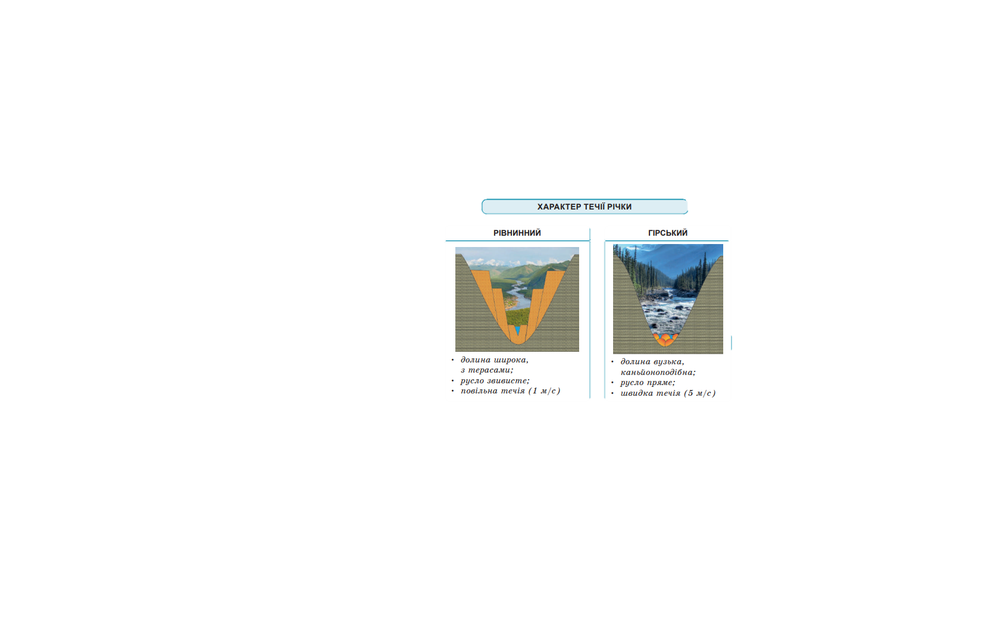 ХАРАКТЕР ТЕЧІЇ РІЧКИ
РІВНИННИЙ
• долина широка,
з терасами;
• русло звивисте;
• повільна течія (1 м/с)
ГІРСЬКИЙ
• долина вузька,
каньйоноподібна;
• русло пряме;
• швидка течія (5 м/с)